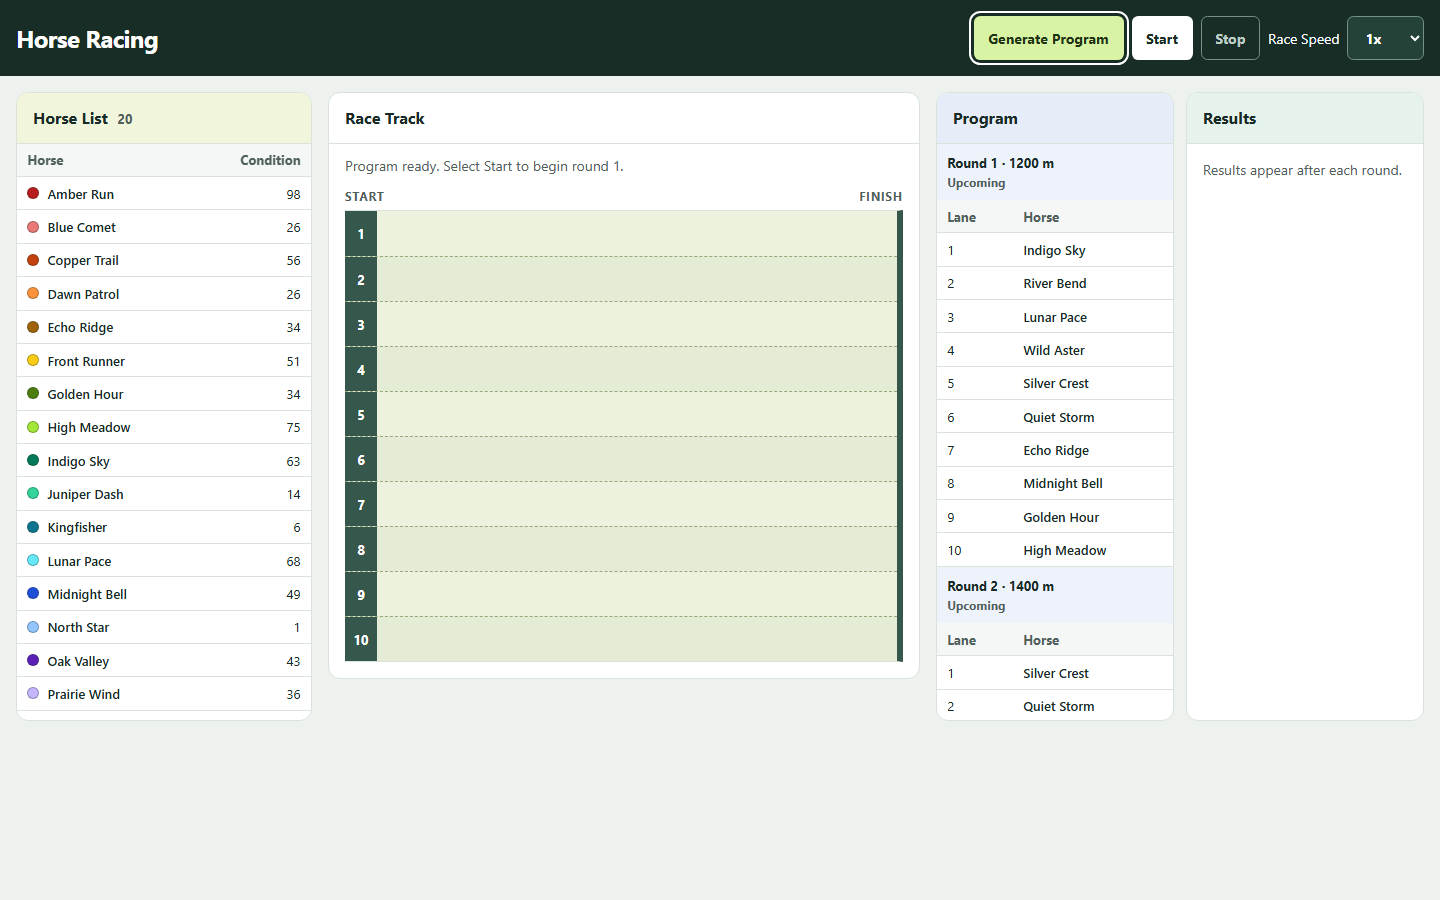 Horse Racing
Generate Program
Start
Stop
Race Speed
1x
Horse List 20
Horse Condition
Amber Run 98
Blue Comet 26
Copper Trail 56
Dawn Patrol 26
Echo Ridge 34
Front Runner 51
Golden Hour 34
High Meadow 75
Indigo Sky 63
Juniper Dash 14
Kingfisher 6
Lunar Pace 68
Midnight Bell 49
North Star 1
Oak Valley 43
Prairie Wind 36
Race Track
Program ready. Select Start to begin round 1.
START FINISH
1
2
3
4
5
6
7
8
9
10
Program
Round 1 · 1200 m
Upcoming
Lane Horse
1 Indigo Sky
2 River Bend
3 Lunar Pace
4 Wild Aster
5 Silver Crest
6 Quiet Storm
7 Echo Ridge
8 Midnight Bell
9 Golden Hour
10 High Meadow
Round 2 · 1400 m
Upcoming
Lane Horse
1 Silver Crest
2 Quiet Storm
Results
Results appear after each round.